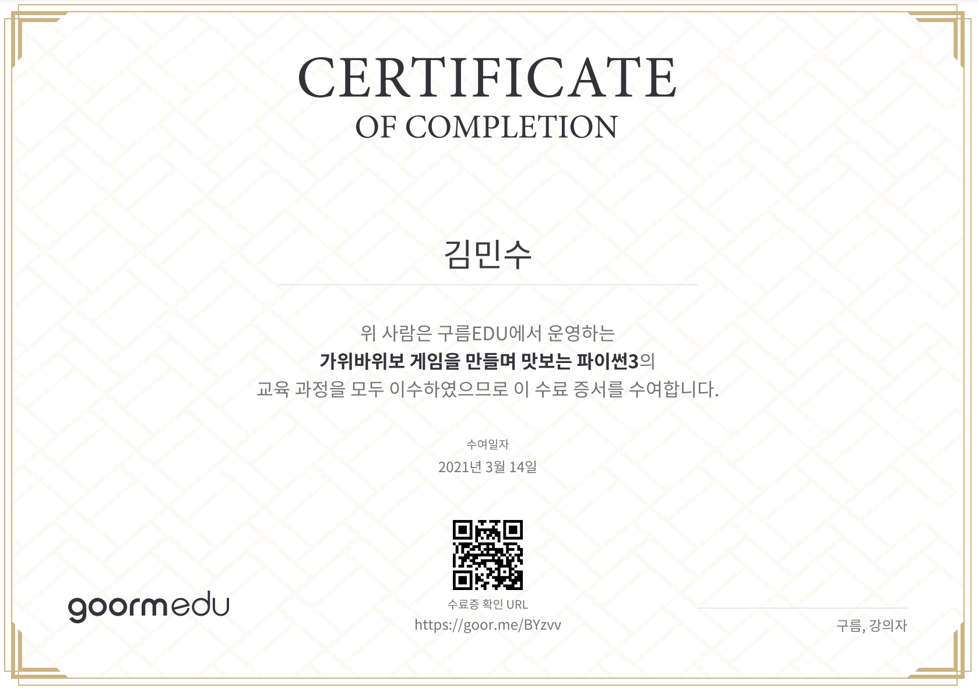 CERTIFICATE
OF COMPLETION
김민수
위 사람은 구름EDU에서 운영하는
가위바위보 게임을 만들며 맛보는 파이썬3의
교육 과정을 모두 이수하였으므로 이 수료 증서를 수여합니다.
수여일자
2021년 3월 14일
goormedu
수료증 확인 URL
https://goor.me/BYzvv
구름, 강의자